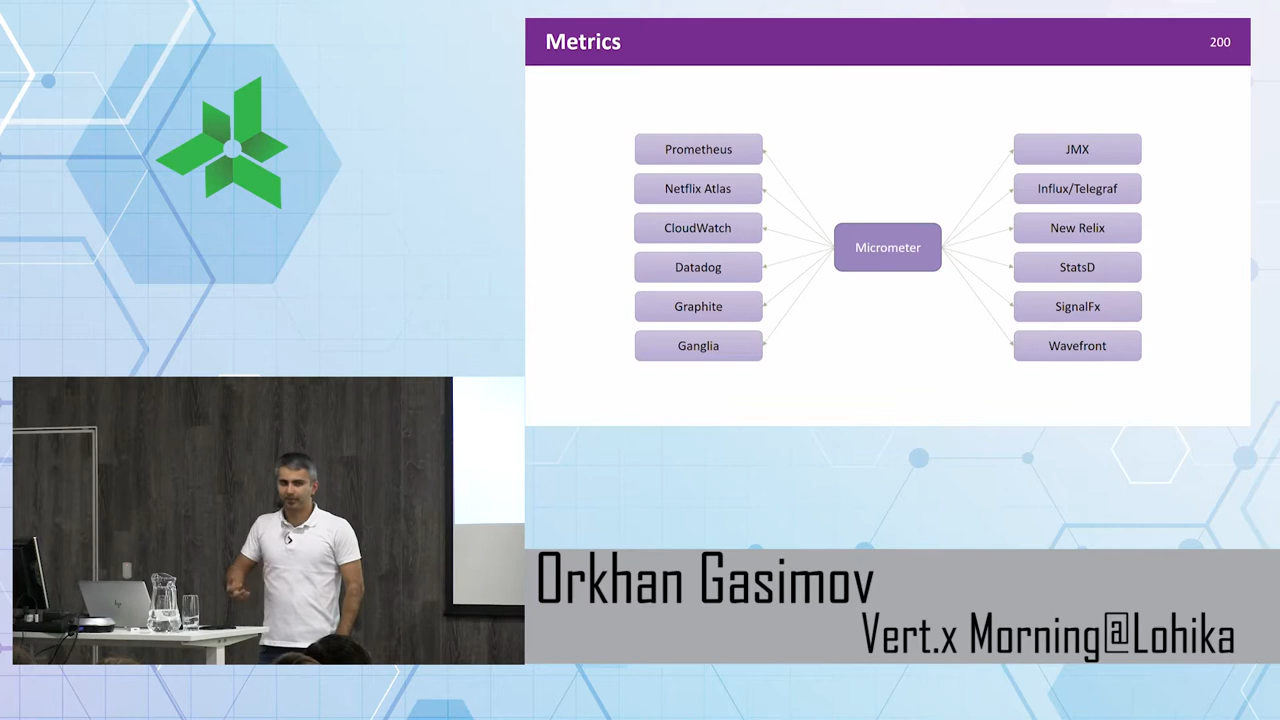 Metrics
200
Prometheus
Netflix Atlas
CloudWatch
Datadog
Graphite
Ganglia
Micrometer
JMX
Influx/Telegraf
New Relix
StatsD
SignalFx
Wavefront
Orkhan Gasimov
Vert.x Morning@Lohika